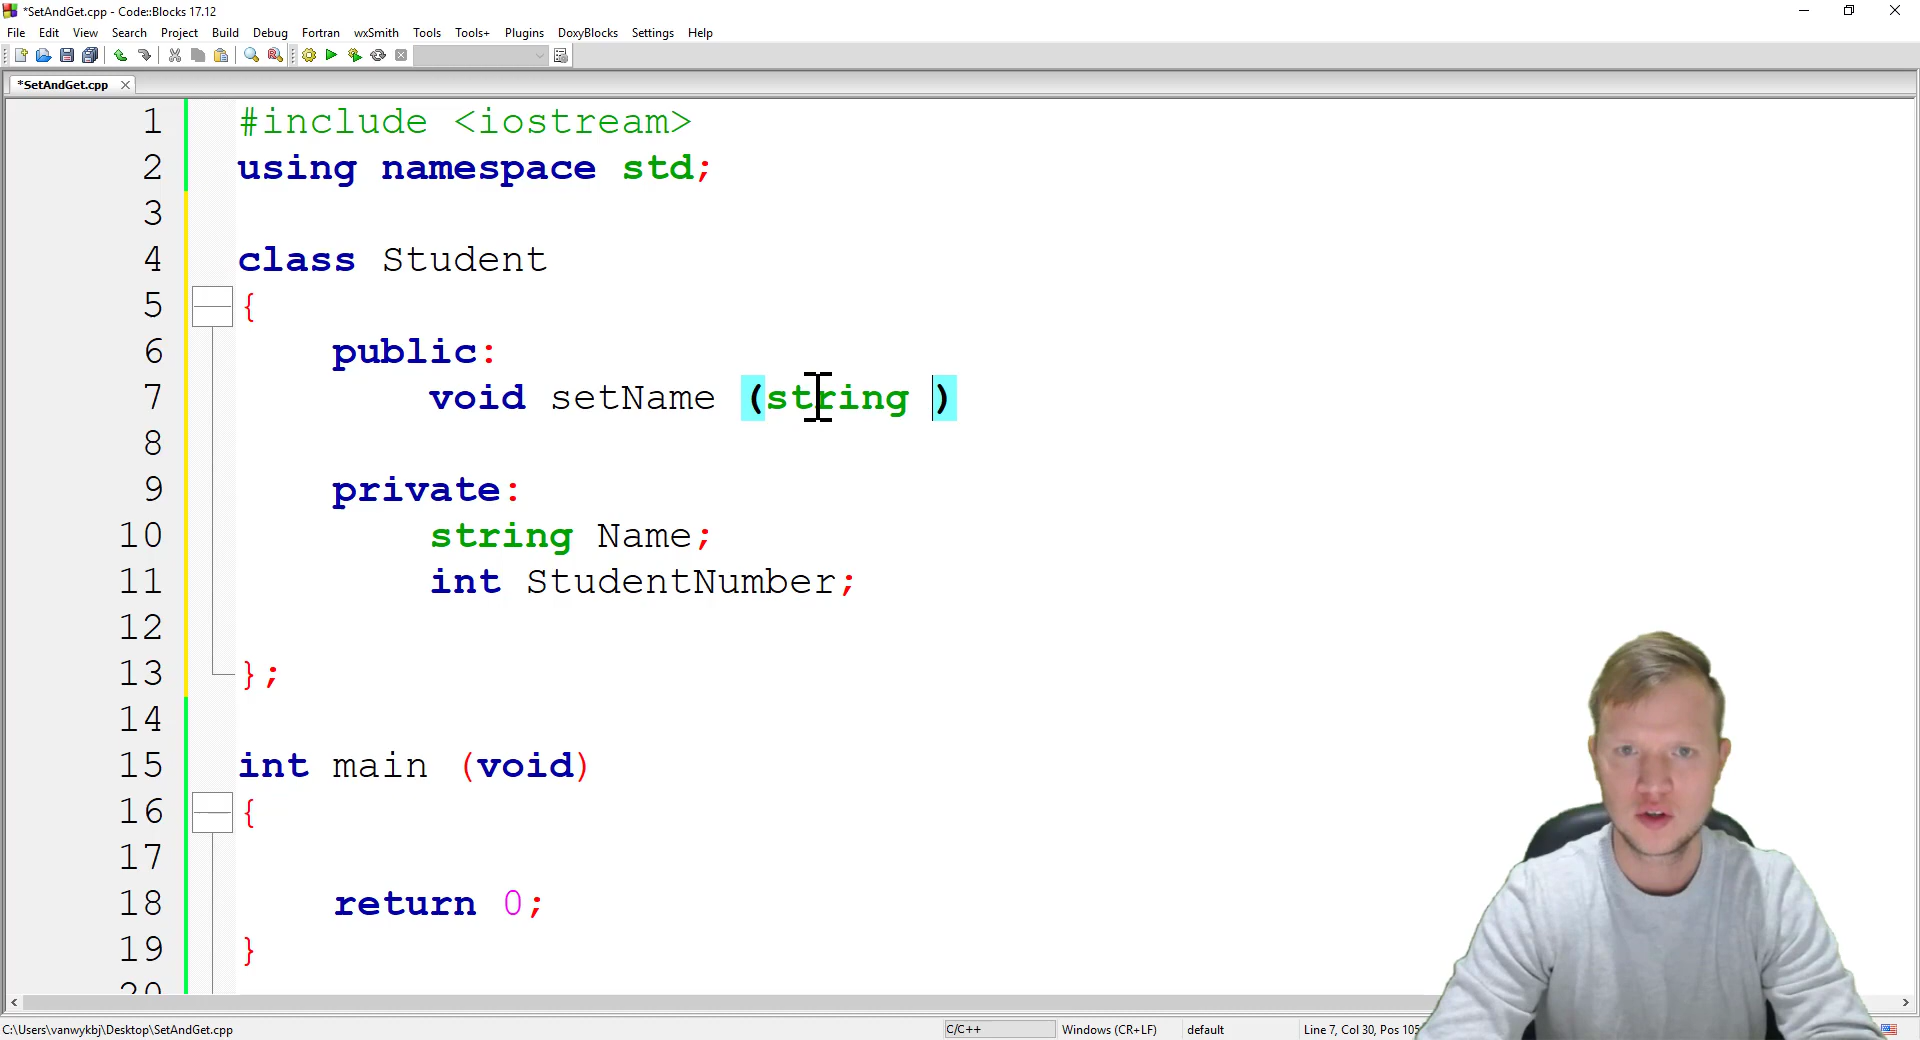 *SetAndGet.cpp - Code::Blocks 17.12
File Edit View Search Project Build Debug Fortran wxSmith Tools Tools+ Plugins DoxyBlocks Settings Help
*SetAndGet.cpp
1 #include <iostream>
2 using namespace std;
3
4 class Student
5 {
6 public:
7 void setName (string )
8
9 private:
10 string Name;
11 int StudentNumber;
12
13 };
14
15 int main (void)
16 {
17
18 return 0;
19 }
20
C:\Users\vanwykbj\Desktop\SetAndGet.cpp C/C++ Windows (CR+LF) default Line 7, Col 30, Pos 105